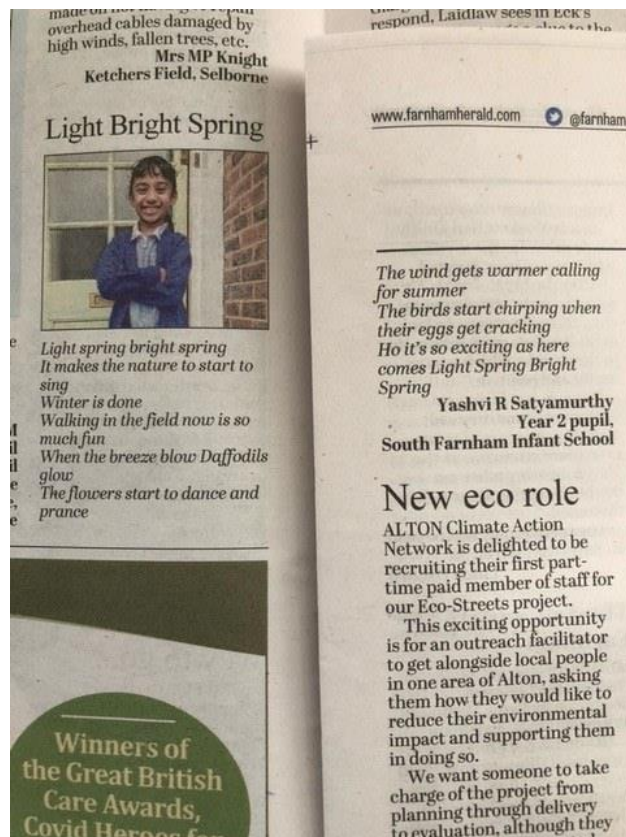 overhead cables damaged by
high winds, fallen trees, etc.
Mrs MP Knight
Ketchers Field, Selborne
Light Bright Spring
Light spring bright spring
It makes the nature to start to
sing
Winter is done
Walking in the field now is so
much fun
When the breeze blow Daffodils
glow
The flowers start to dance and
prance
Winners of
the Great British
Care Awards,
Covid Heroes for
respond, Laidlaw sees in Eck's
www.farnhamherald.com @farnham
The wind gets warmer calling
for summer
The birds start chirping when
their eggs get cracking
Ho it's so exciting as here
comes Light Spring Bright
Spring
Yashvi R Satyamurthy
Year 2 pupil,
South Farnham Infant School
New eco role
ALTON Climate Action
Network is delighted to be
recruiting their first part-
time paid member of staff for
our Eco-Streets project.
This exciting opportunity
is for an outreach facilitator
to get alongside local people
in one area of Alton, asking
them how they would like to
reduce their environmental
impact and supporting them
in doing so.
We want someone to take
charge of the project from
planning through delivery
to evaluation, although they